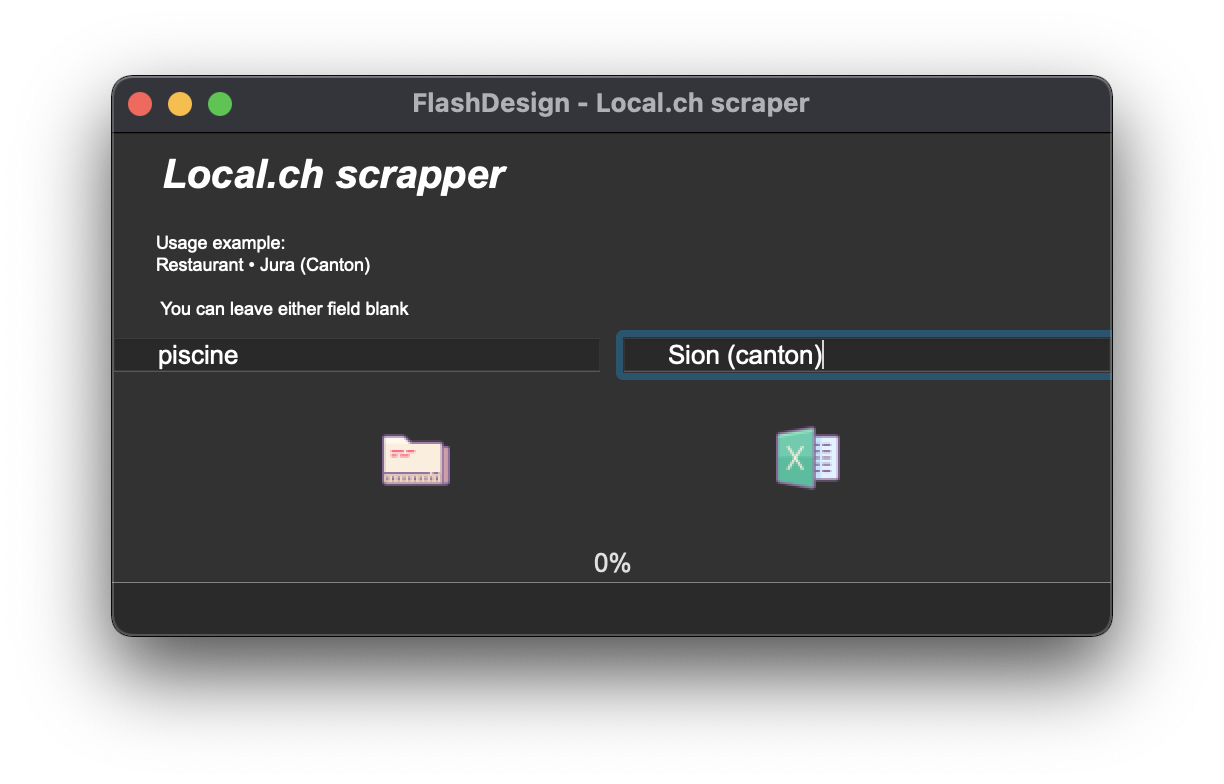 FlashDesign - Local.ch scraper
Local.ch scrapper
Usage example:
Restaurant • Jura (Canton)
You can leave either field blank
piscine
Sion (canton)
X
0%